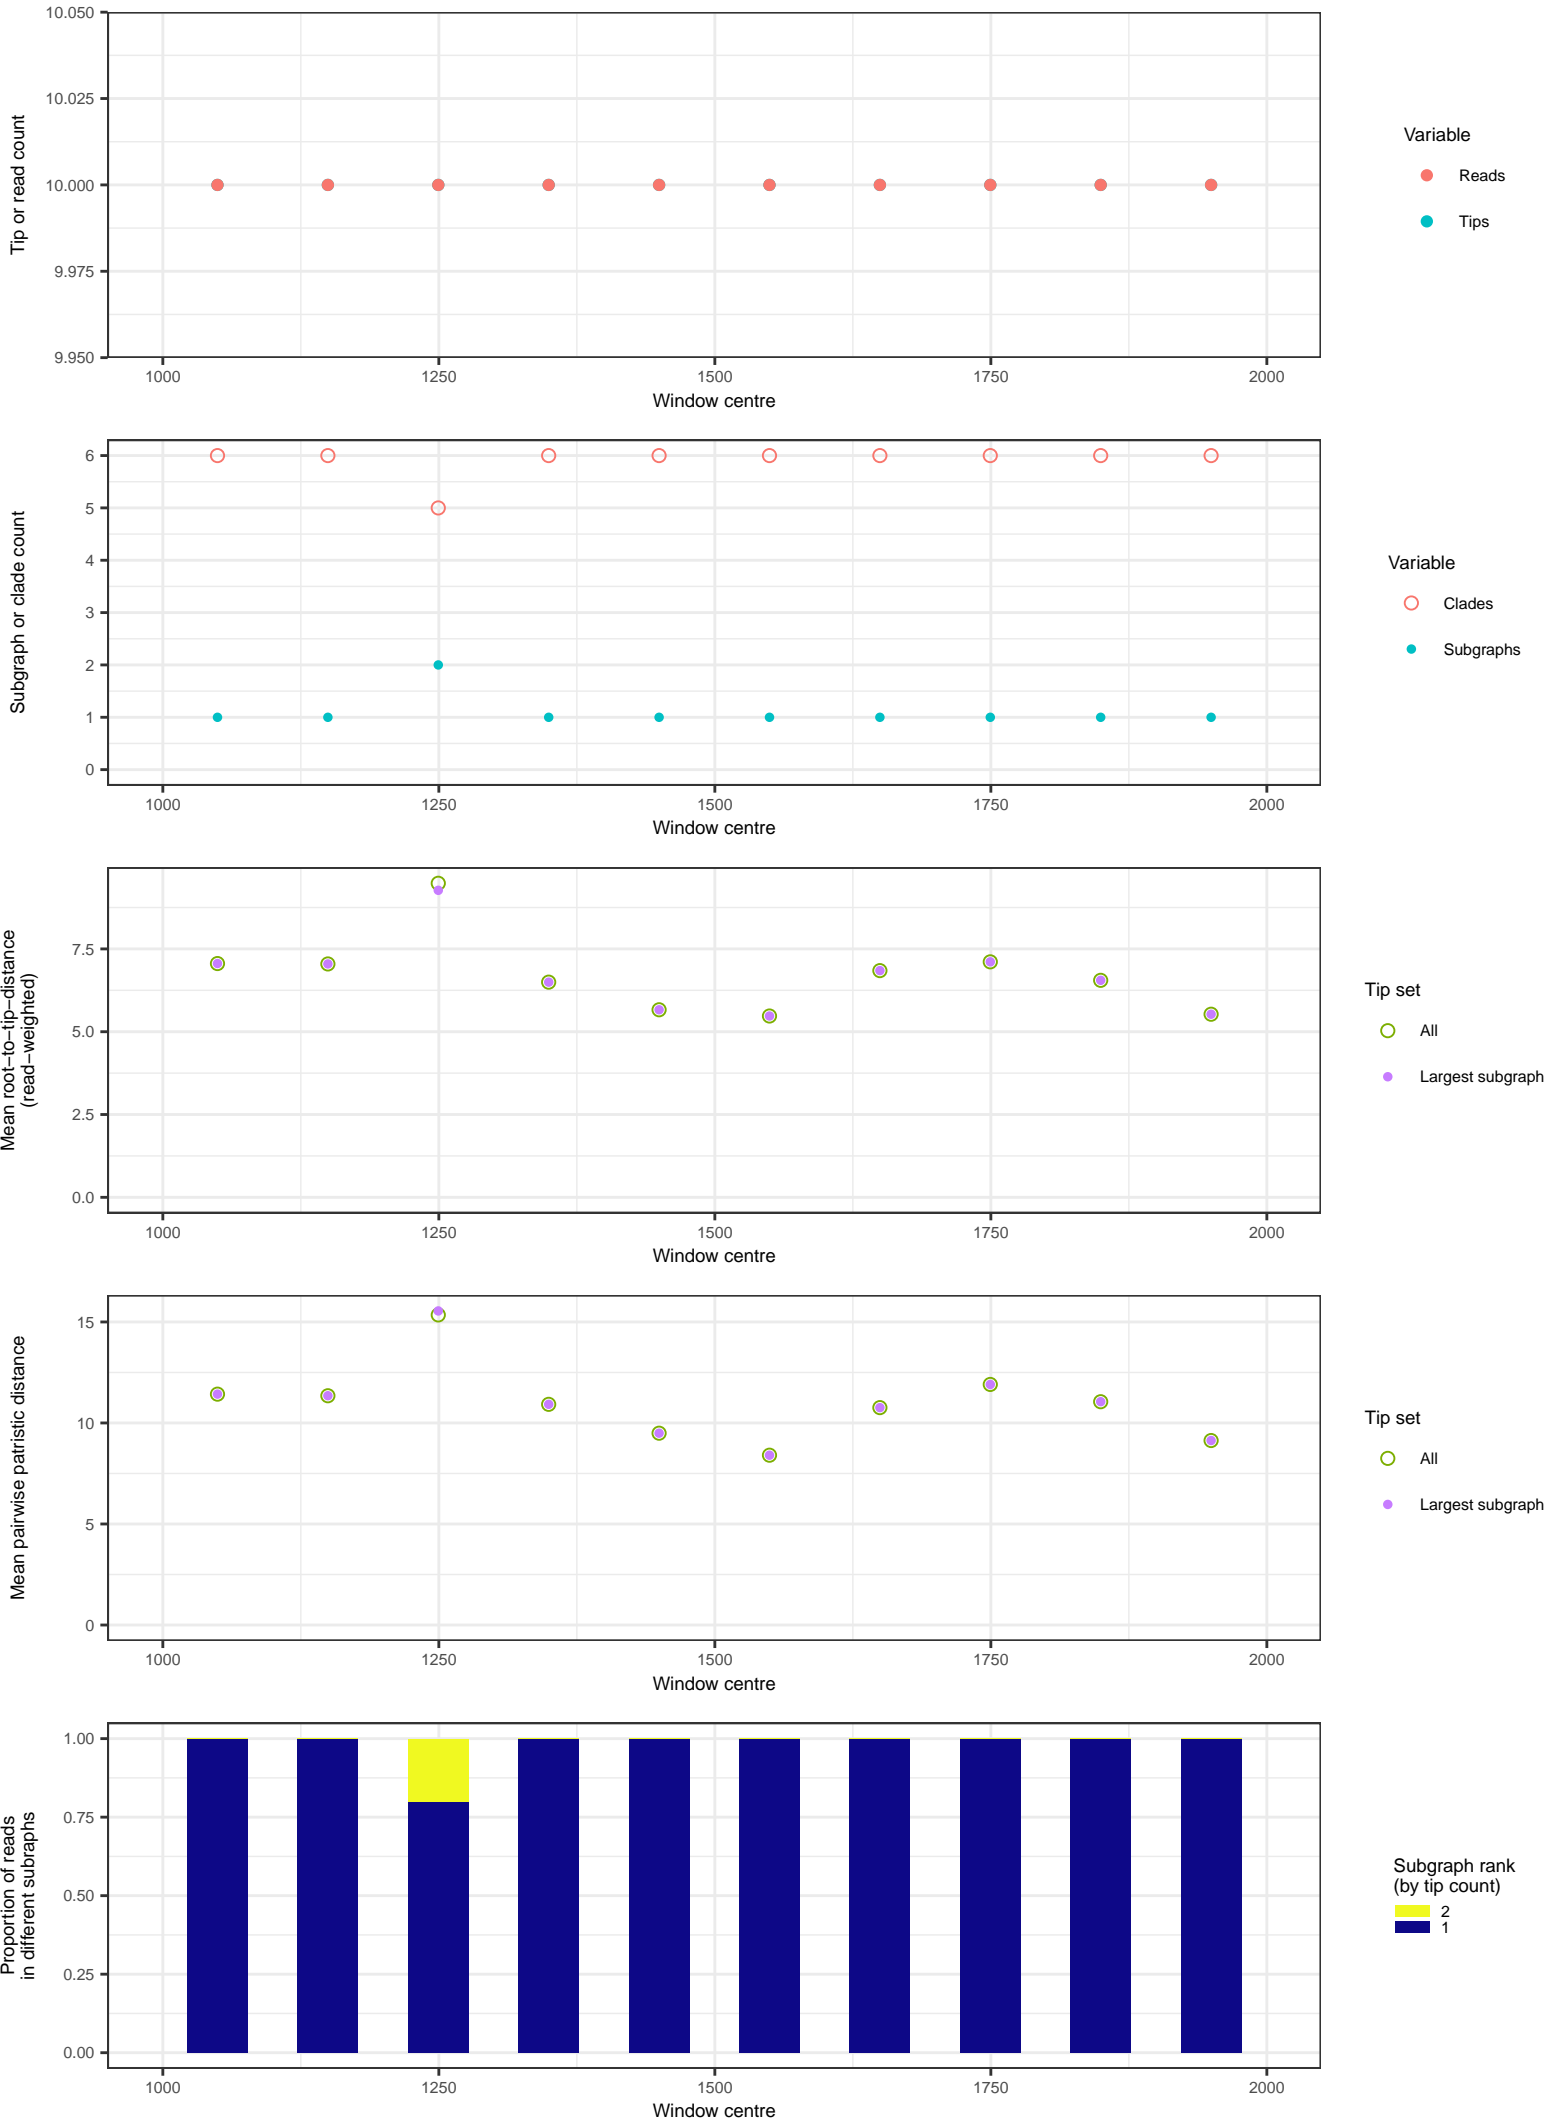 10.050
10.025
10.000
9.975
9.950
Tip or read count
1000 1250 1500 1750 2000
Window centre
Variable
Reads
Tips
6
5
4
3
2
1
0
Subgraph or clade count
1000 1250 1500 1750 2000
Window centre
Variable
Clades
Subgraphs
7.5
5.0
2.5
0.0
Mean root−to−tip−distance
(read−weighted)
1000 1250 1500 1750 2000
Window centre
Tip set
All
Largest subgraph
15
10
5
0
Mean pairwise patristic distance
1000 1250 1500 1750 2000
Window centre
Tip set
All
Largest subgraph
1.00
0.75
0.50
0.25
0.00
Proportion of reads
in different subraphs
1000 1250 1500 1750 2000
Window centre
Subgraph rank
(by tip count)
2
1